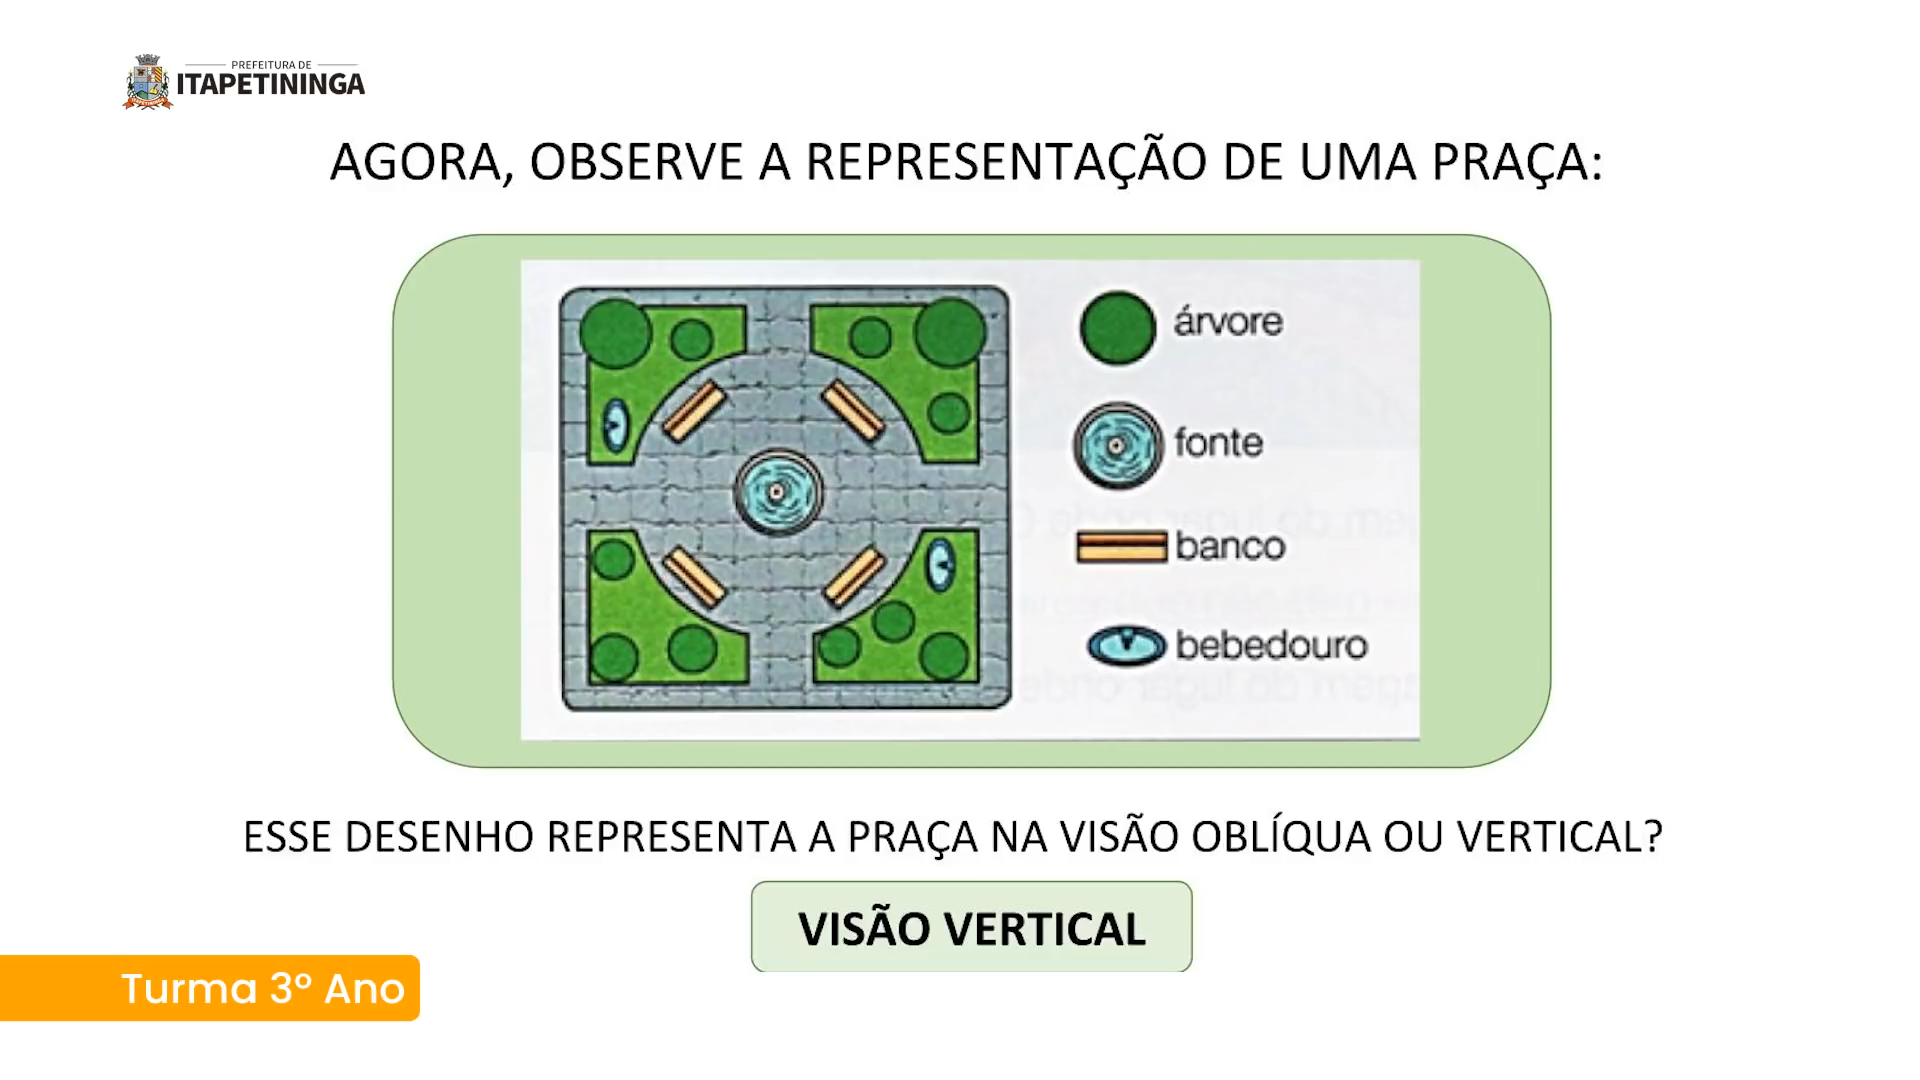 PREFEITURA DE
ITAPETININGA
AGORA, OBSERVE A REPRESENTAÇÃO DE UMA PRAÇA:
árvore
fonte
banco
bebedouro
ESSE DESENHO REPRESENTA A PRAÇA NA VISÃO OBLÍQUA OU VERTICAL?
VISÃO VERTICAL
Turma 3º Ano